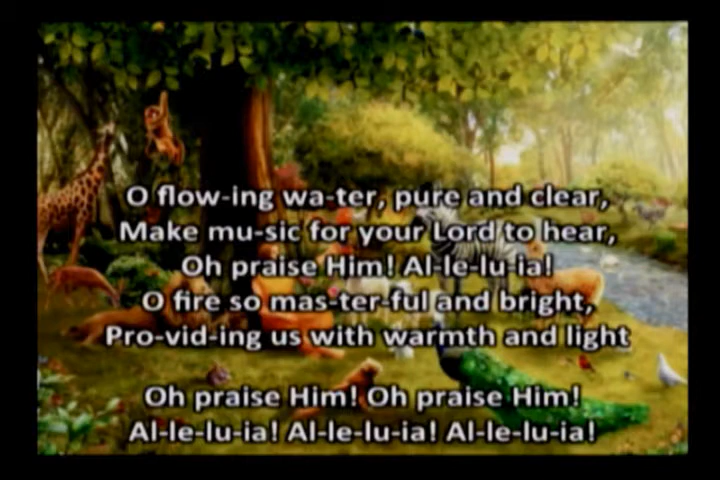 O flow-ing wa-ter, pure and clear,
Make mu-sic for your Lord to hear,
Oh praise Him! Al-le-lu-ia!
O fire so mas-ter-ful and bright,
Pro-vid-ing us with warmth and light
Oh praise Him! Oh praise Him!
Al-le-lu-ia! Al-le-lu-ia! Al-le-lu-ia!